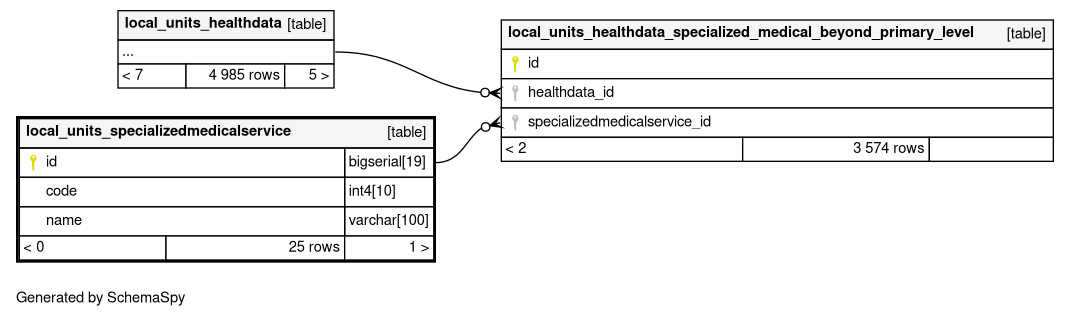 local_units_healthdata [table]
...
< 7 4 985 rows 5 >
local_units_healthdata_specialized_medical_beyond_primary_level [table]
id
healthdata_id
specializedmedicalservice_id
< 2 3 574 rows
local_units_specializedmedicalservice [table]
id bigserial[19]
code int4[10]
name varchar[100]
< 0 25 rows 1 >
Generated by SchemaSpy